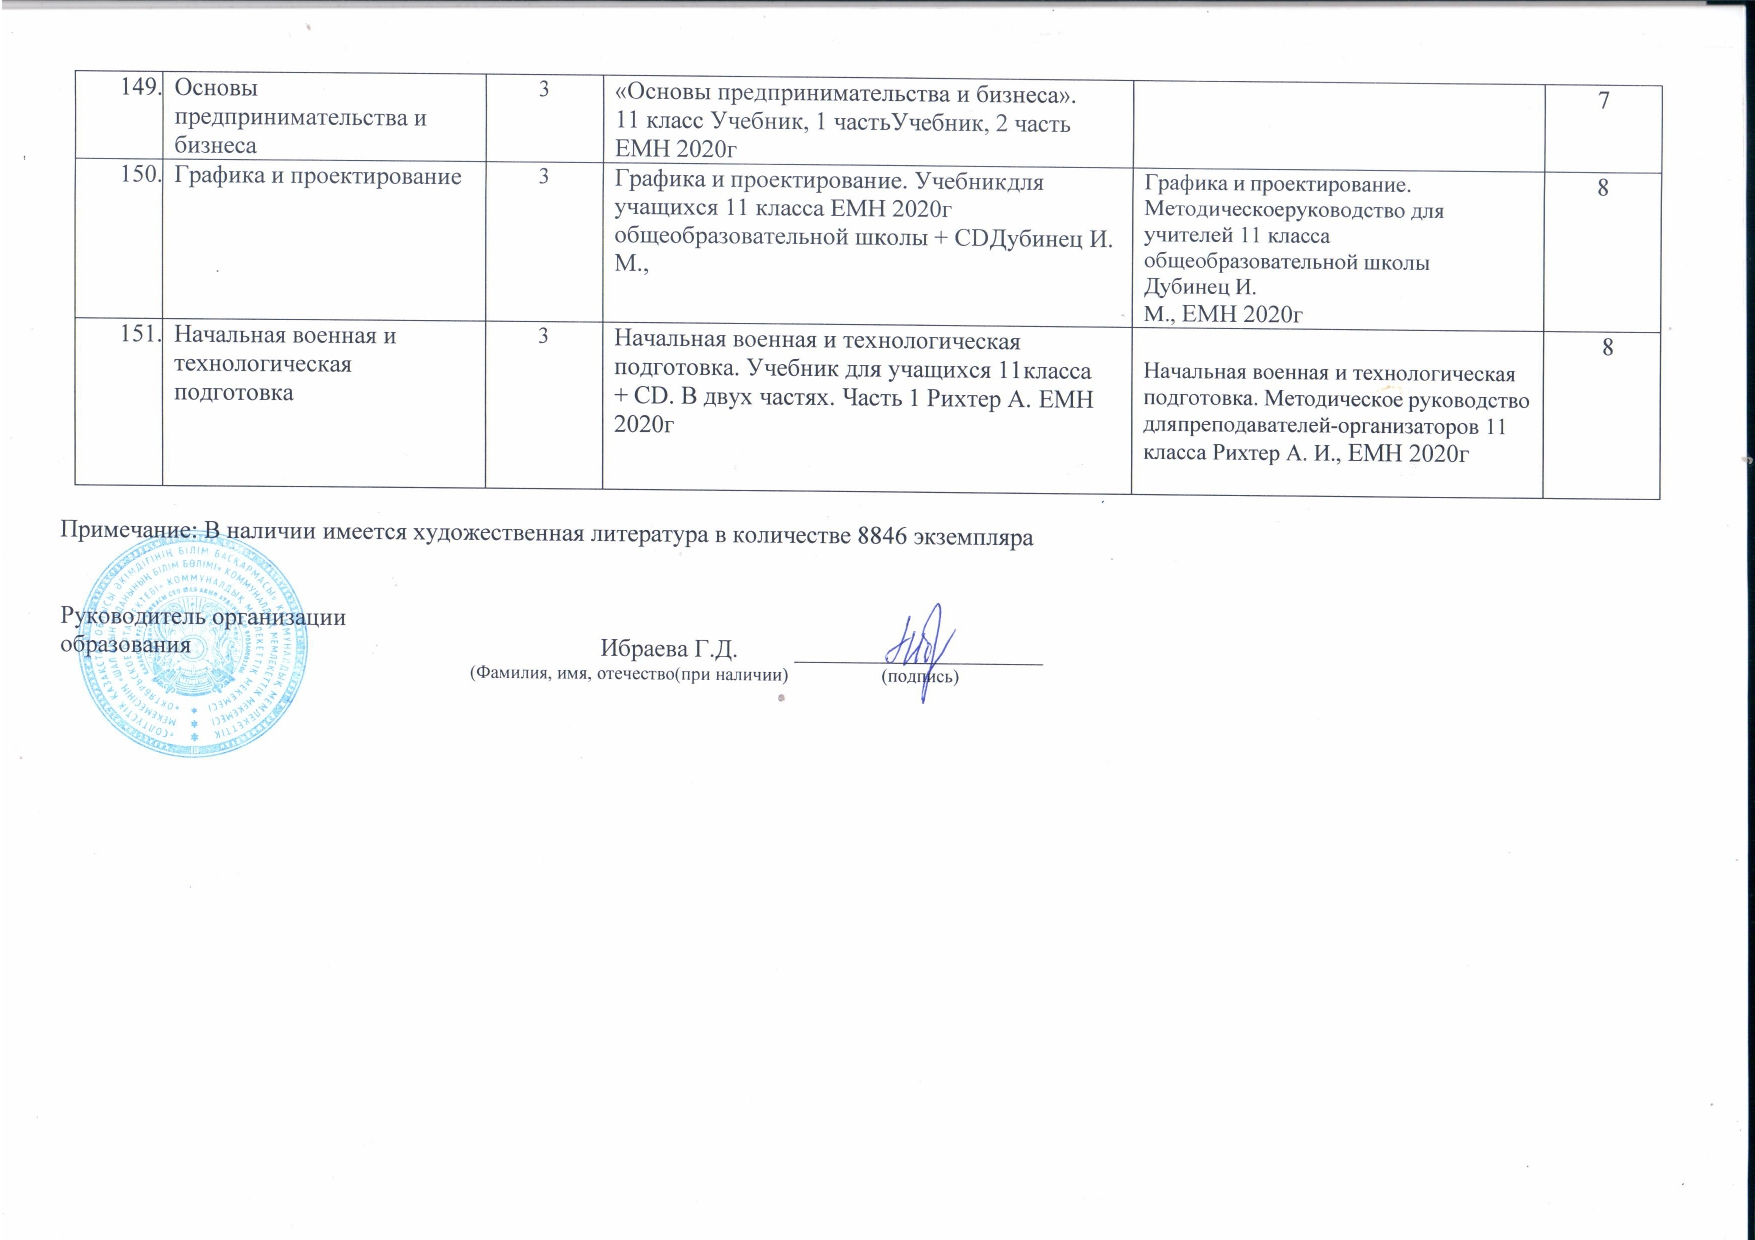 149. Основы
предпринимательства и
бизнеса
3
«Основы предпринимательства и бизнеса».
11 класс Учебник, 1 частьУчебник, 2 часть
ЕМН 2020г
7
150. Графика и проектирование
3
Графика и проектирование. Учебникдля
учащихся 11 класса ЕМН 2020г
общеобразовательной школы + CDДубинец И.
М.,
Графика и проектирование.
Методическоеруководство для
учителей 11 класса
общеобразовательной школы
Дубинец И.
М., ЕМН 2020г
8
151. Начальная военная и
технологическая
подготовка
3
Начальная военная и технологическая
подготовка. Учебник для учащихся 11класса
+ CD. В двух частях. Часть 1 Рихтер А. ЕМН
2020г
Начальная военная и технологическая
подготовка. Методическое руководство
дляпреподавателей-организаторов 11
класса Рихтер А. И., ЕМН 2020г
8
Примечание: В наличии имеется художественная литература в количестве 8846 экземпляра
Руководитель организации
образования
Ибраева Г.Д.
(Фамилия, имя, отечество(при наличии)
(подпись)